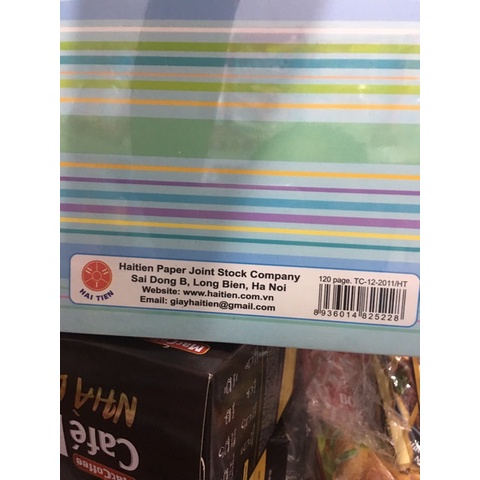 Haitien Paper Joint Stock Company
Sai Dong B, Long Bien, Ha Noi
Website: www.haitien.com.vn
Email: giayhaitien@gmail.com
HAI TIEN
120 page. TC-12-2011/HT
8936014825228
Café
NHÀ